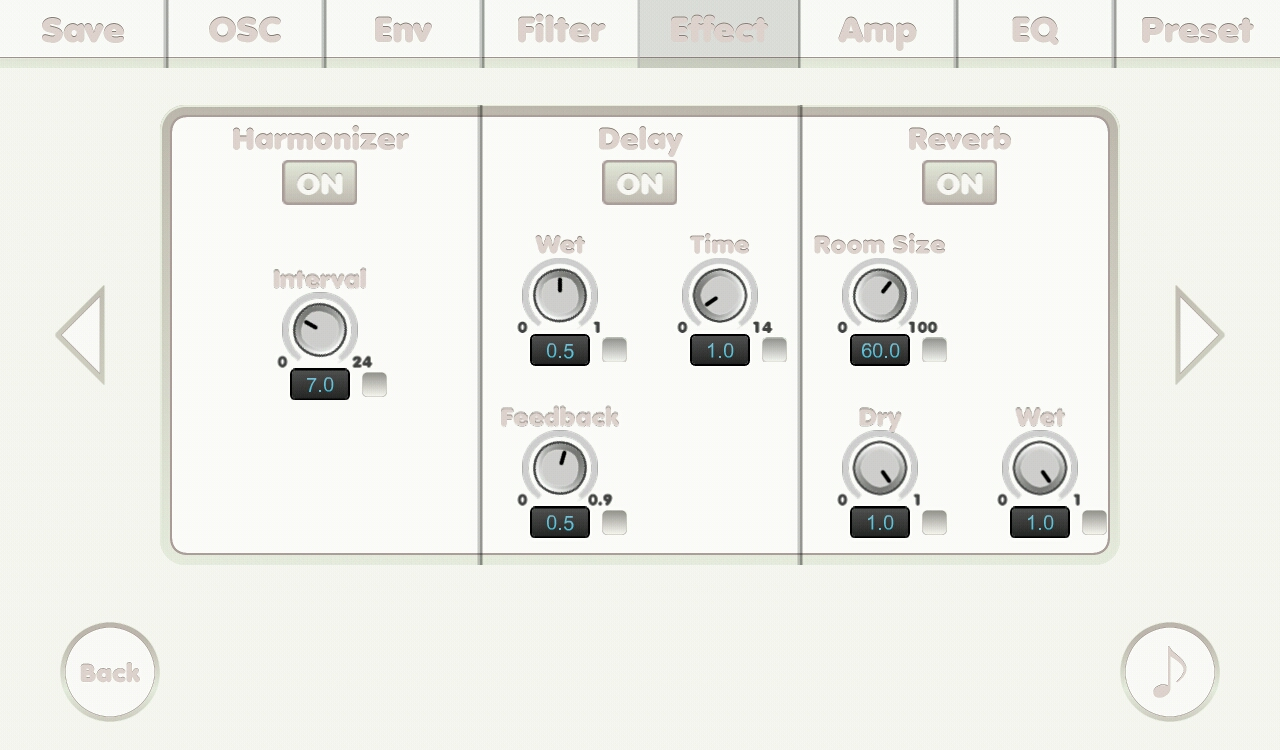 Save OSC Env Filter Effect Amp EQ Preset
Harmonizer Delay Reverb
ON ON ON
Wet Time Room Size
Interval
0 1 0 14 0 100
0.5 1.0 60.0
0 24
7.0
Feedback Dry Wet
0 0.9 0 1 0 1
0.5 1.0 1.0
Back